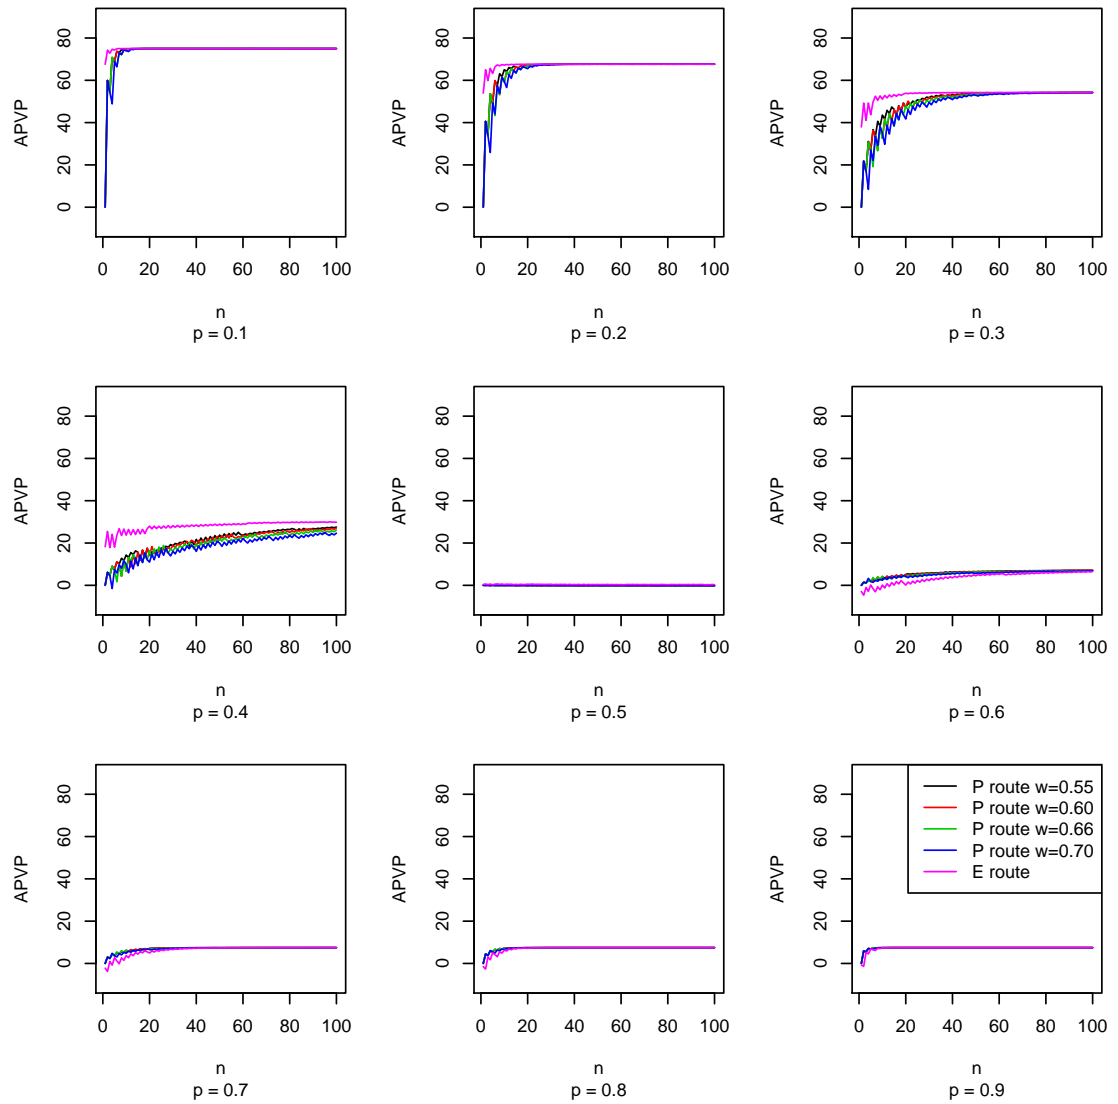 APVP
0 20 40 60 80
0 20 40 60 80 100
n
p = 0.1
APVP
0 20 40 60 80
0 20 40 60 80 100
n
p = 0.2
APVP
0 20 40 60 80
0 20 40 60 80 100
n
p = 0.3
APVP
0 20 40 60 80
0 20 40 60 80 100
n
p = 0.4
APVP
0 20 40 60 80
0 20 40 60 80 100
n
p = 0.5
APVP
0 20 40 60 80
0 20 40 60 80 100
n
p = 0.6
APVP
0 20 40 60 80
0 20 40 60 80 100
n
p = 0.7
APVP
0 20 40 60 80
0 20 40 60 80 100
n
p = 0.8
APVP
0 20 40 60 80
P route w=0.55
P route w=0.60
P route w=0.66
P route w=0.70
E route
0 20 40 60 80 100
n
p = 0.9